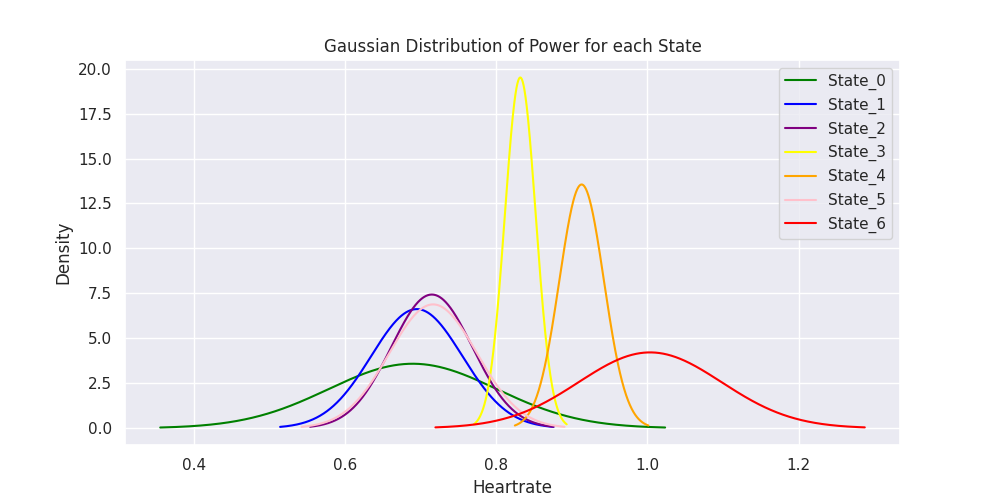 Gaussian Distribution of Power for each State
20.0
17.5
15.0
12.5
10.0
7.5
5.0
2.5
0.0
Density
State_0
State_1
State_2
State_3
State_4
State_5
State_6
0.4 0.6 0.8 1.0 1.2
Heartrate